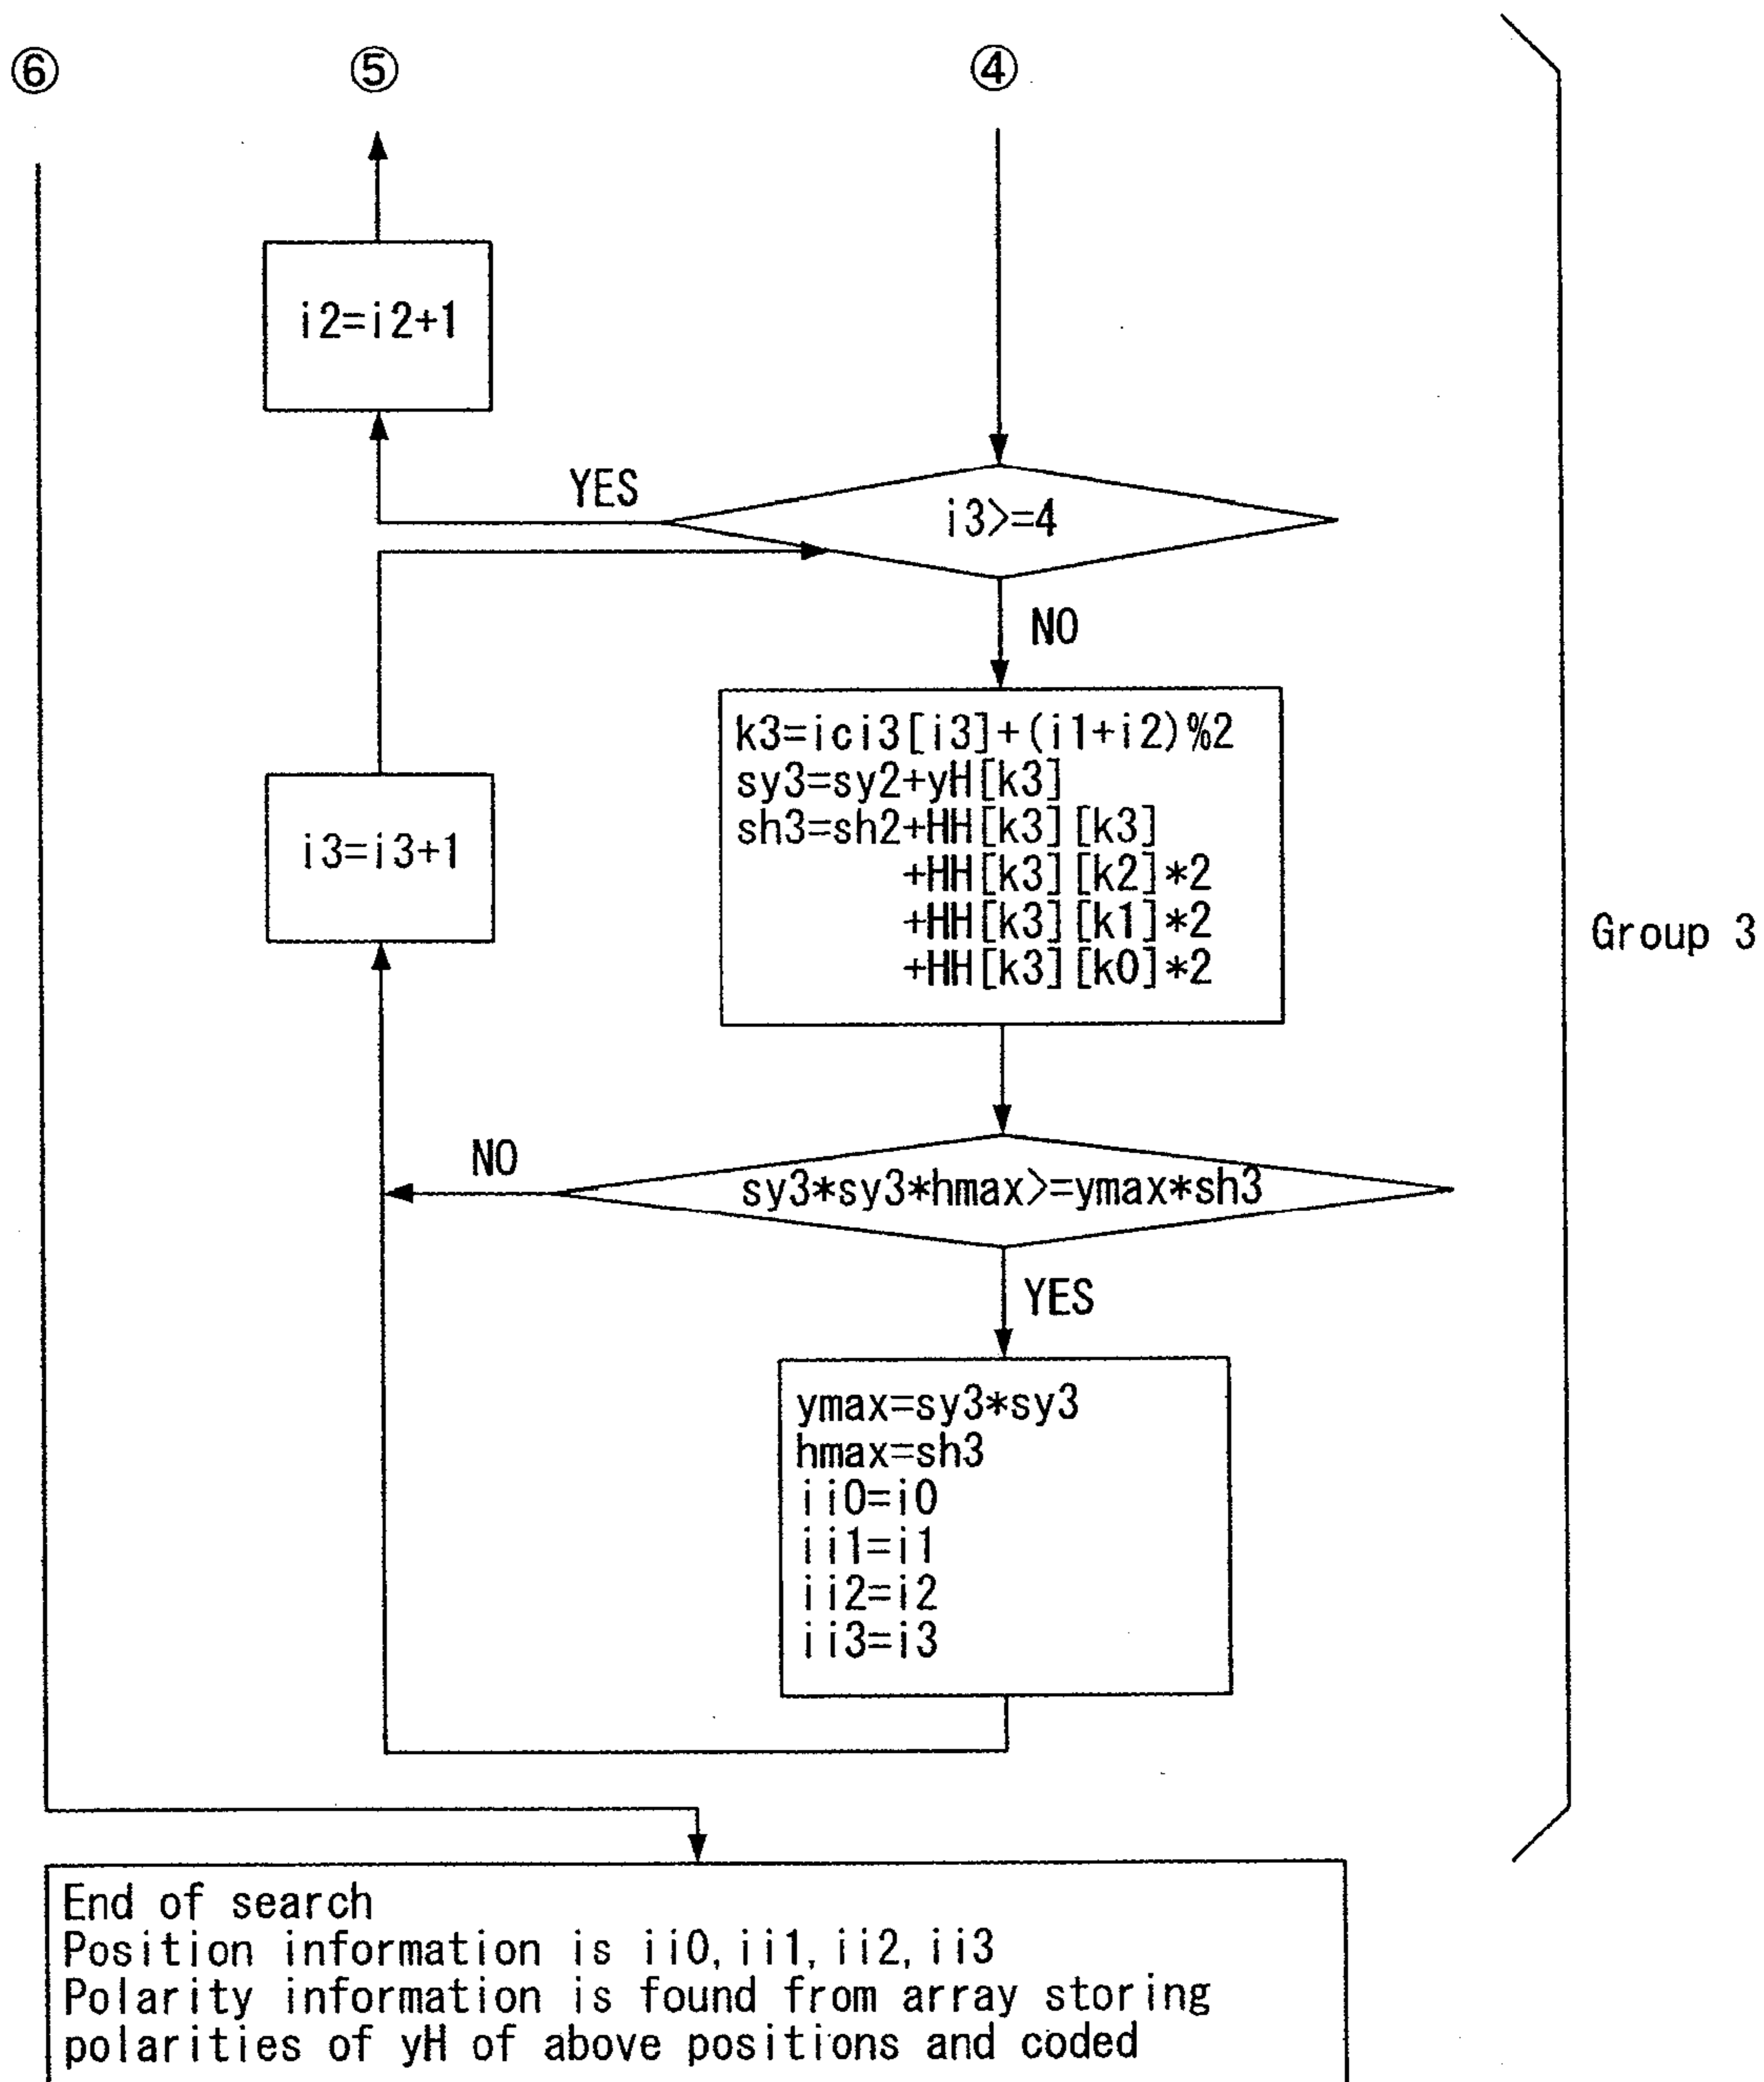 ⑥ ⑤ ④
i2=i2+1
YES
i3>=4
NO
k3=ici3[i3]+(i1+i2)%2
sy3=sy2+yH[k3]
sh3=sh2+HH[k3][k3]
+HH[k3][k2]*2
+HH[k3][k1]*2
+HH[k3][k0]*2
i3=i3+1
Group 3
NO
sy3*sy3*hmax>=ymax*sh3
YES
ymax=sy3*sy3
hmax=sh3
ii0=i0
ii1=i1
ii2=i2
ii3=i3
End of search
Position information is ii0,ii1,ii2,ii3
Polarity information is found from array storing
polarities of yH of above positions and coded